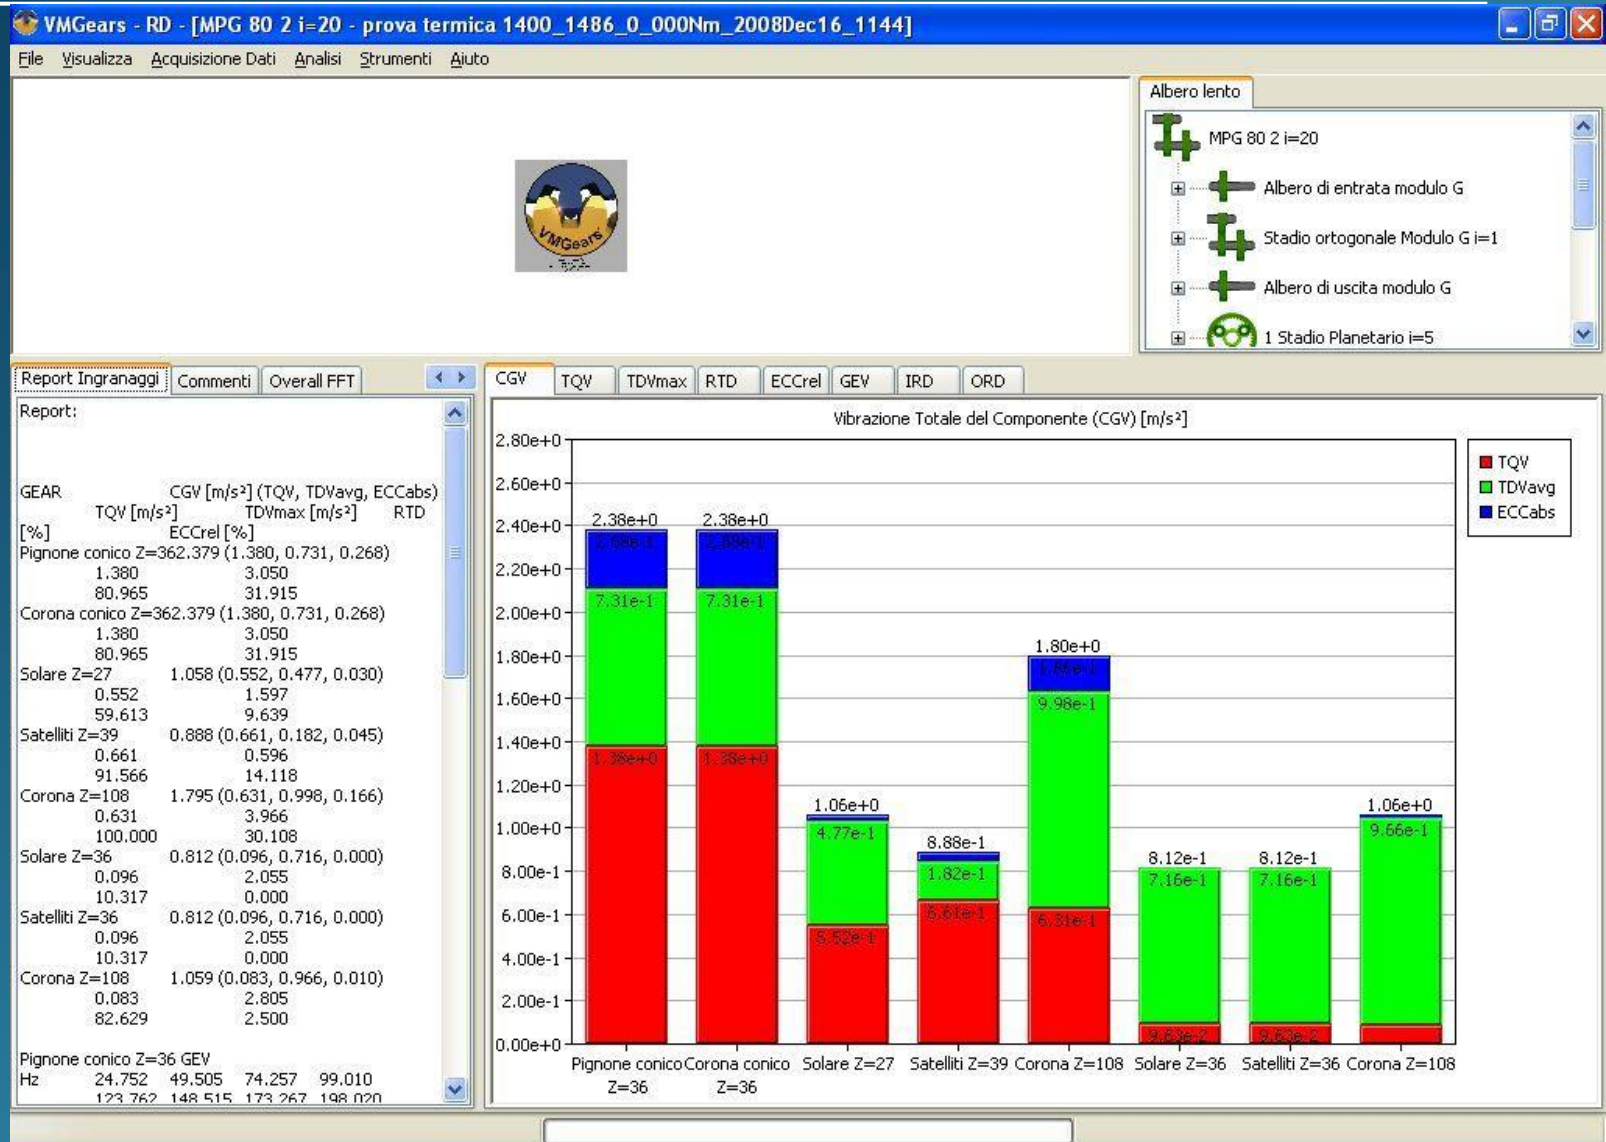 VMGears - RD - [MPG 80 2 i=20 - prova termica 1400_1486_0_000Nm_2008Dec16_1144]
File Visualizza Acquisizione Dati Analisi Strumenti Aiuto
VMGears
Albero lento
MPG 80 2 i=20
Albero di entrata modulo G
Stadio ortogonale Modulo G i=1
Albero di uscita modulo G
1 Stadio Planetario i=5
Report Ingranaggi Commenti Overall FFT
Report:
GEAR CGV [m/s²] (TQV, TDVavg, ECCabs)
TQV [m/s²] TDVmax [m/s²] RTD
[%] ECCrel [%]
Pignone conico Z=362.379 (1.380, 0.731, 0.268)
1.380 3.050
80.965 31.915
Corona conico Z=362.379 (1.380, 0.731, 0.268)
1.380 3.050
80.965 31.915
Solare Z=27 1.058 (0.552, 0.477, 0.030)
0.552 1.597
59.613 9.639
Satelliti Z=39 0.888 (0.661, 0.182, 0.045)
0.661 0.596
91.566 14.118
Corona Z=108 1.795 (0.631, 0.998, 0.166)
0.631 3.966
100.000 30.108
Solare Z=36 0.812 (0.096, 0.716, 0.000)
0.096 2.055
10.317 0.000
Satelliti Z=36 0.812 (0.096, 0.716, 0.000)
0.096 2.055
10.317 0.000
Corona Z=108 1.059 (0.083, 0.966, 0.010)
0.083 2.805
82.629 2.500
Pignone conico Z=36 GEV
Hz 24.752 49.505 74.257 99.010
123.762 148.515 173.267 198.020
CGV TQV TDVmax RTD ECCrel GEV IRD ORD
Vibrazione Totale del Componente (CGV) [m/s²]
2.80e+0
2.60e+0
2.40e+0
2.20e+0
2.00e+0
1.80e+0
1.60e+0
1.40e+0
1.20e+0
1.00e+0
8.00e-1
6.00e-1
4.00e-1
2.00e-1
0.00e+0
2.38e+0
2.68e-1
7.31e-1
1.38e+0
2.38e+0
2.68e-1
7.31e-1
1.38e+0
1.06e+0
4.77e-1
5.52e-1
8.88e-1
1.82e-1
6.61e-1
1.80e+0
1.66e-1
9.98e-1
6.31e-1
8.12e-1
7.16e-1
9.63e-2
8.12e-1
7.16e-1
9.63e-2
1.06e+0
9.66e-1
Pignone conico Corona conico Solare Z=27 Satelliti Z=39 Corona Z=108 Solare Z=36 Satelliti Z=36 Corona Z=108
Z=36 Z=36
TQV
TDVavg
ECCabs